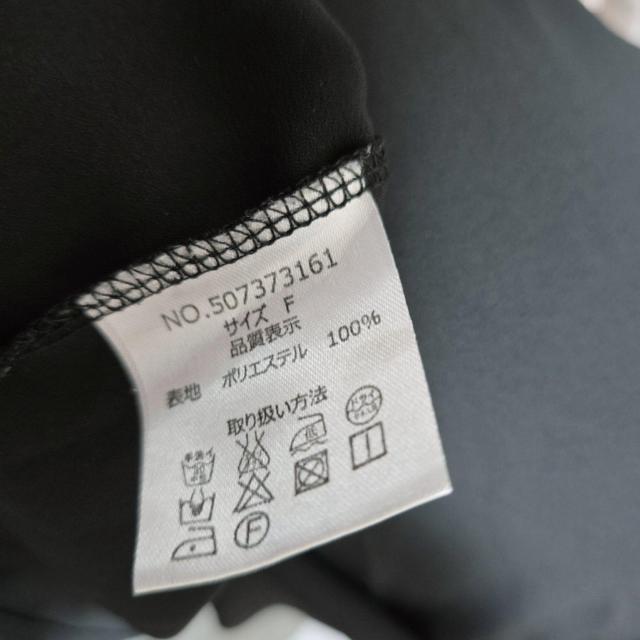 NO.507373161
サイズ F
品質表示
表地 ポリエステル 100%
取り扱い方法
F